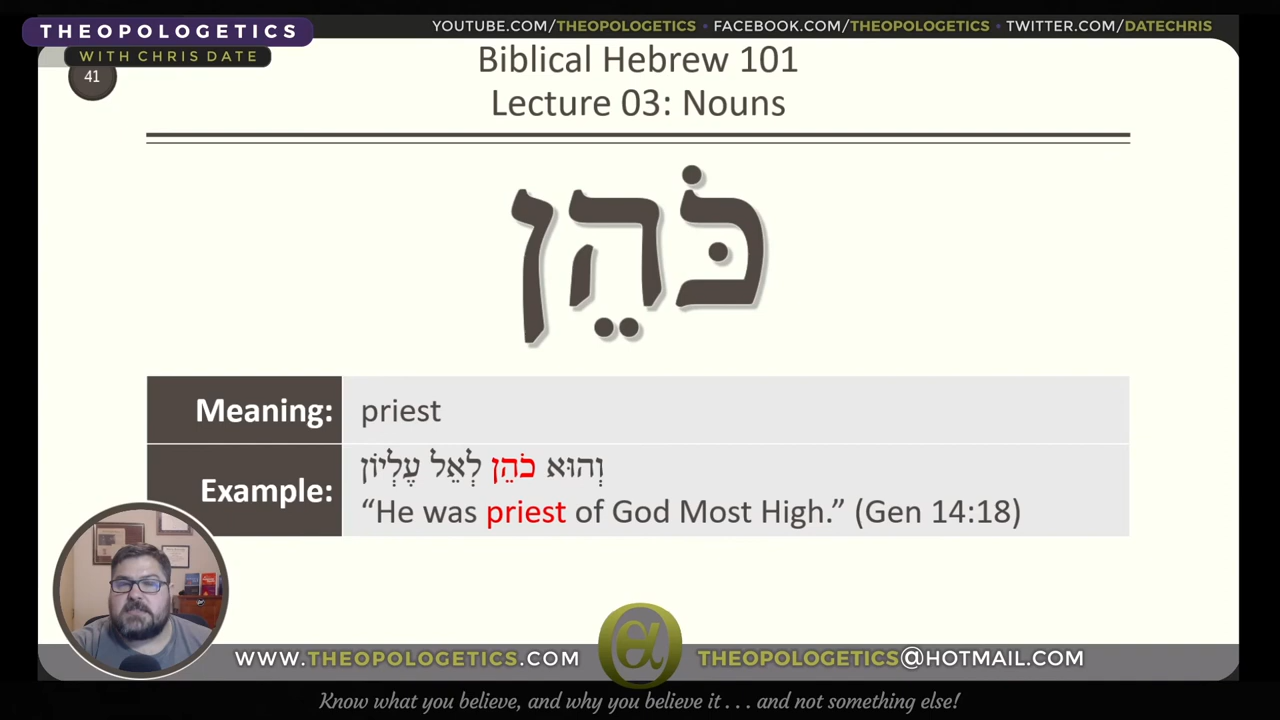 THEOPOLOGETICS
WITH CHRIS DATE
YOUTUBE.COM/THEOPOLOGETICS • FACEBOOK.COM/THEOPOLOGETICS • TWITTER.COM/DATECHRIS
41
Biblical Hebrew 101
Lecture 03: Nouns
כֹּהֵן
Meaning: priest
Example:
וְהוּא כֹהֵן לְאֵל עֶלְיוֹן
“He was priest of God Most High.” (Gen 14:18)
WWW.THEOPOLOGETICS.COM
THEOPOLOGETICS@HOTMAIL.COM
Know what you believe, and why you believe it . . . and not something else!